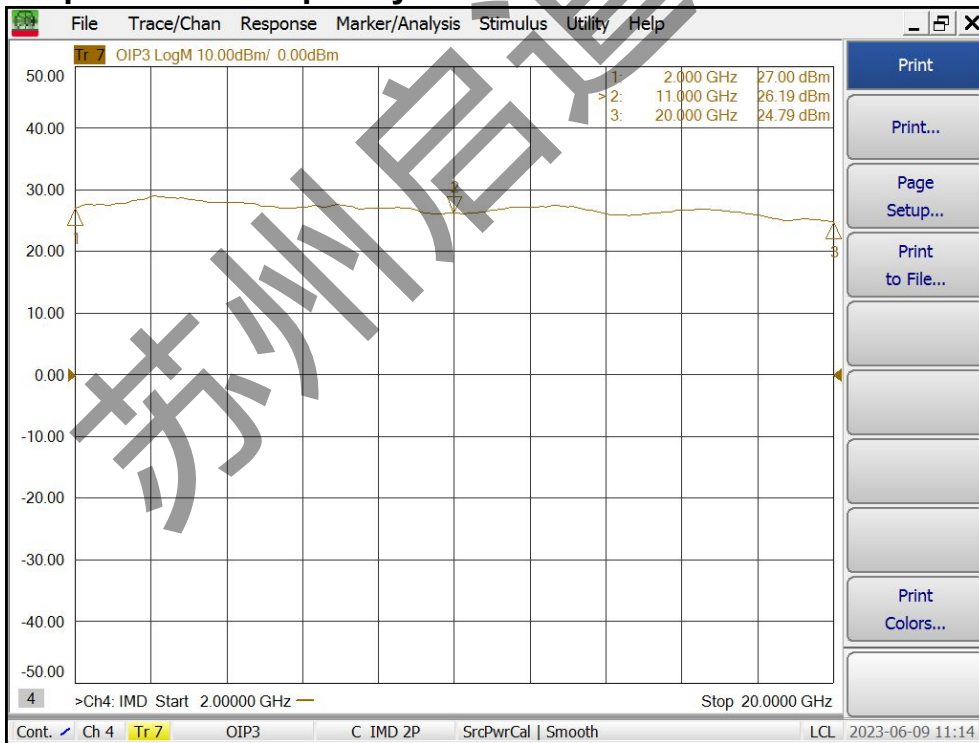 File Trace/Chan Response Marker/Analysis Stimulus Utility Help
Tr 7 OIP3 LogM 10.00dBm/ 0.00dBm
1: 2.000 GHz 27.00 dBm
> 2: 11.000 GHz 26.19 dBm
3: 20.000 GHz 24.79 dBm
50.00
40.00
30.00
20.00
10.00
0.00
-10.00
-20.00
-30.00
-40.00
-50.00
1
2
3
4 >Ch4: IMD Start 2.00000 GHz Stop 20.0000 GHz
Cont. Ch 4 Tr 7 OIP3 C IMD 2P SrcPwrCal | Smooth LCL 2023-06-09 11:14
Print
Print...
Page
Setup...
Print
to File...
Print
Colors...
苏州启